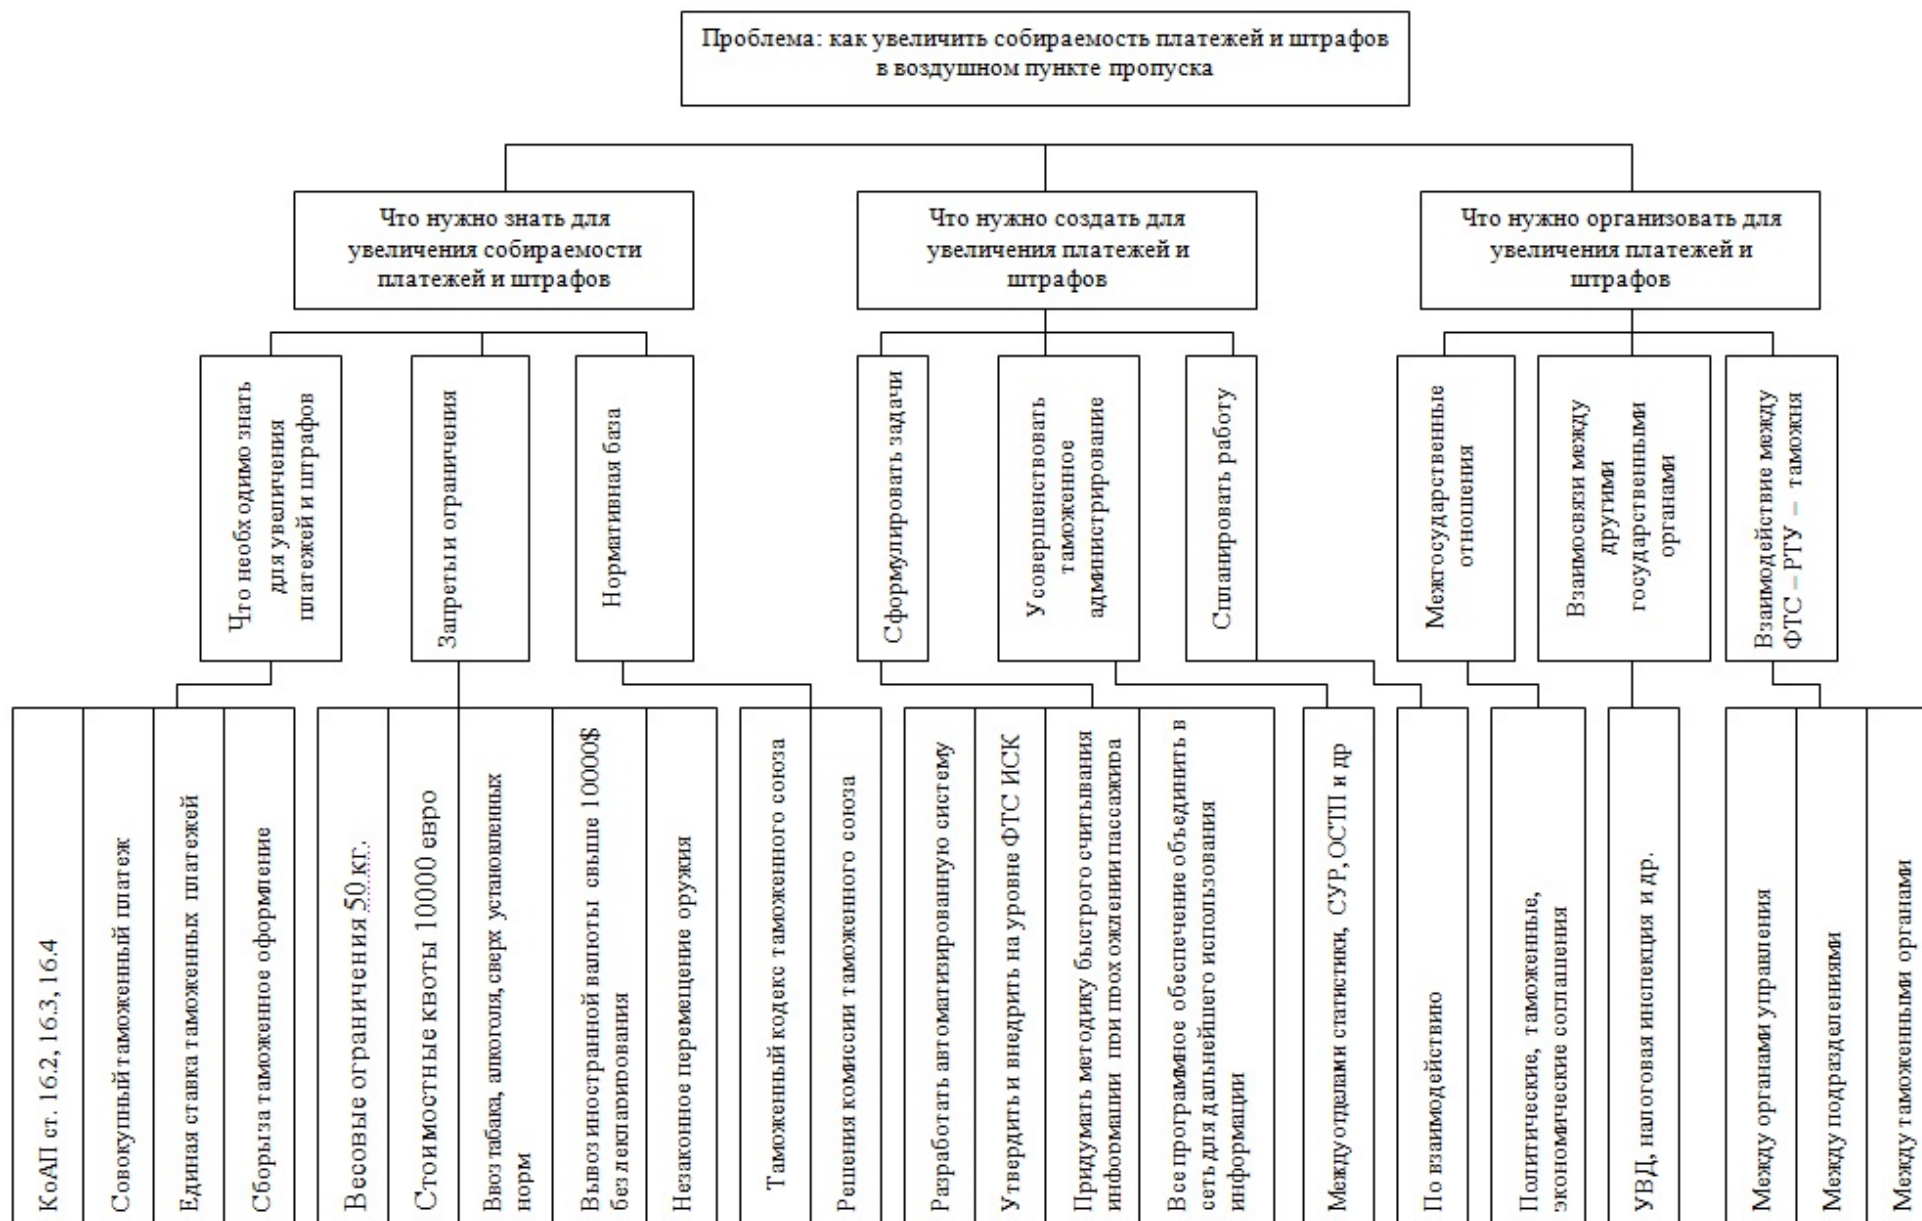 Проблема: как увеличить собираемость платежей и штрафов
в воздушном пункте пропуска
Что нужно знать для
увеличения собираемости
платежей и штрафов
Что нужно создать для
увеличения платежей и
штрафов
Что нужно организовать для
увеличения платежей и
штрафов
Что необходимо знать
для увеличения
платежей и штрафов
Запреты и ограничения
Нормативная база
Сформулировать задачи
Усовершенствовать
таможенное
администрирование
Спланировать работу
Межгосударственные
отношения
Взаимосвязи между
другими
государственными
органами
Взаимодействие между
ФТС – РТУ – таможня
КоАП ст. 16.2, 16.3, 16.4
Совокупный таможенный платеж
Единая ставка таможенных платежей
Сборы за таможенное оформление
Весовые ограничения 50 кг.
Стоимостные квоты 10000 евро
Ввоз табака, алкоголя, сверх установленных
норм
Вывоз иностранной валюты свыше 10000$
без декларирования
Незаконное перемещение оружия
Таможенный кодекс таможенного союза
Решения комиссии таможенного союза
Разработать автоматизированную систему
Утвердить и внедрить на уровне ФТС ИСК
Придумать методику быстрого считывания
информации при прохождении пассажира
Все программное обеспечение объединить в
сеть для дальнейшего использования
информации
Между отделами статистики, СУР, ОСТП и др
По взаимодействию
Политические, таможенные,
экономические соглашения
УВД, налоговая инспекция и др.
Между органами управления
Между подразделениями
Между таможенными органами